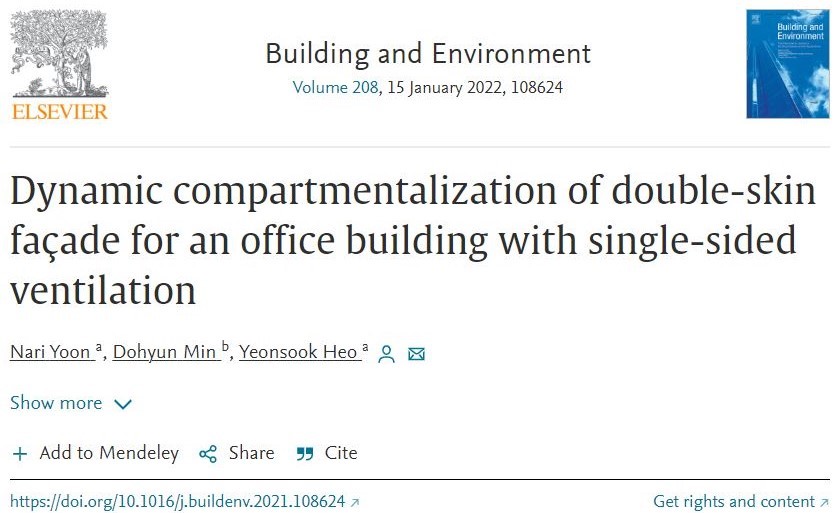 ELSEVIER
Building and Environment
Volume 208, 15 January 2022, 108624
Building and
Environment
Dynamic compartmentalization of double-skin
façade for an office building with single-sided
ventilation
Nari Yoon a, Dohyun Min b, Yeonsook Heo a
Show more
Add to Mendeley Share Cite
https://doi.org/10.1016/j.buildenv.2021.108624 Get rights and content